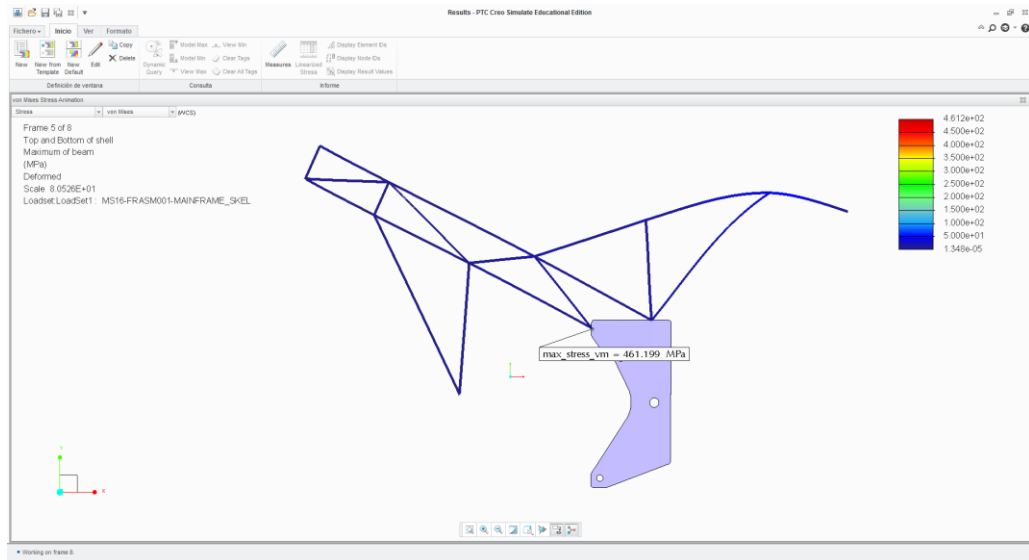 Results - PTC Creo Simulate Educational Edition
Fichero Inicio Ver Formato
New
New from Template
New Default
Edit
Copy
Delete
Definición de ventana
Dynamic Query
Model Max
Model Min
View Max
View Min
Clear Tags
Clear All Tags
Consulta
Measures
Linearized Stress
Display Element IDs
Display Node IDs
Display Result Values
Informe
von Mises Stress Animation
Stress von Mises (WCS)
Frame 5 of 8
Top and Bottom of shell
Maximum of beam
(MPa)
Deformed
Scale 8.0526E+01
Loadset:LoadSet1 : MS16-FRASM001-MAINFRAME_SKEL
4.612e+02
4.500e+02
4.000e+02
3.500e+02
3.000e+02
2.500e+02
2.000e+02
1.500e+02
1.000e+02
5.000e+01
1.348e-05
max_stress_vm = 461.199 MPa
X
Working on frame 8.